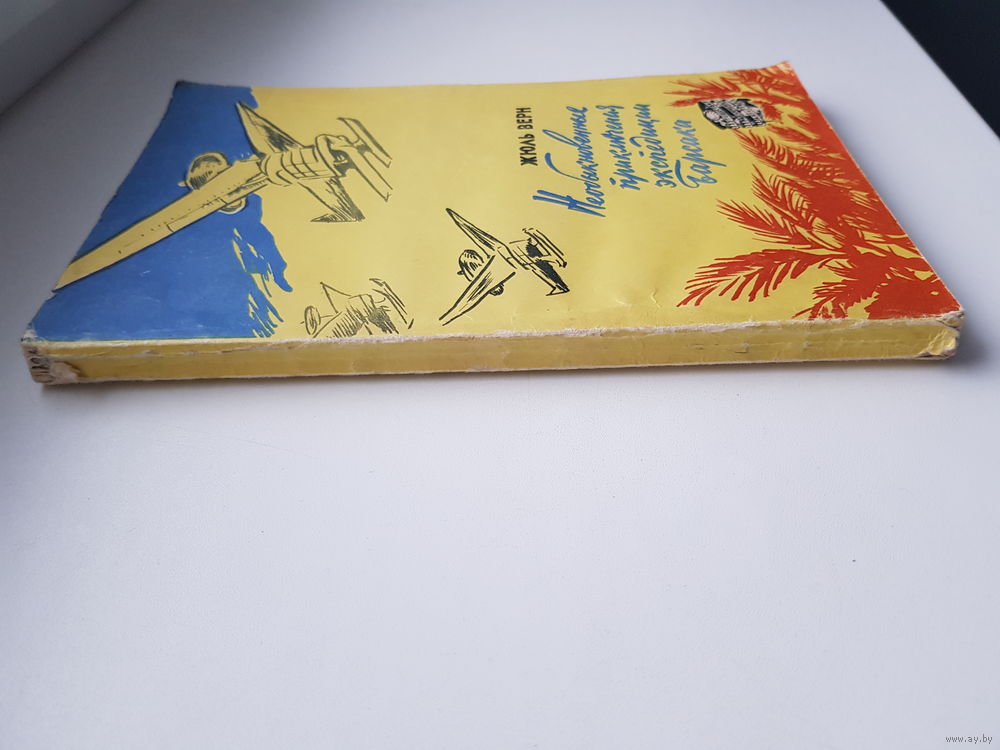 ЖЮЛЬ ВЕРН
Необыкновенные
приключения
экспедиции
Барсака
www.ay.by